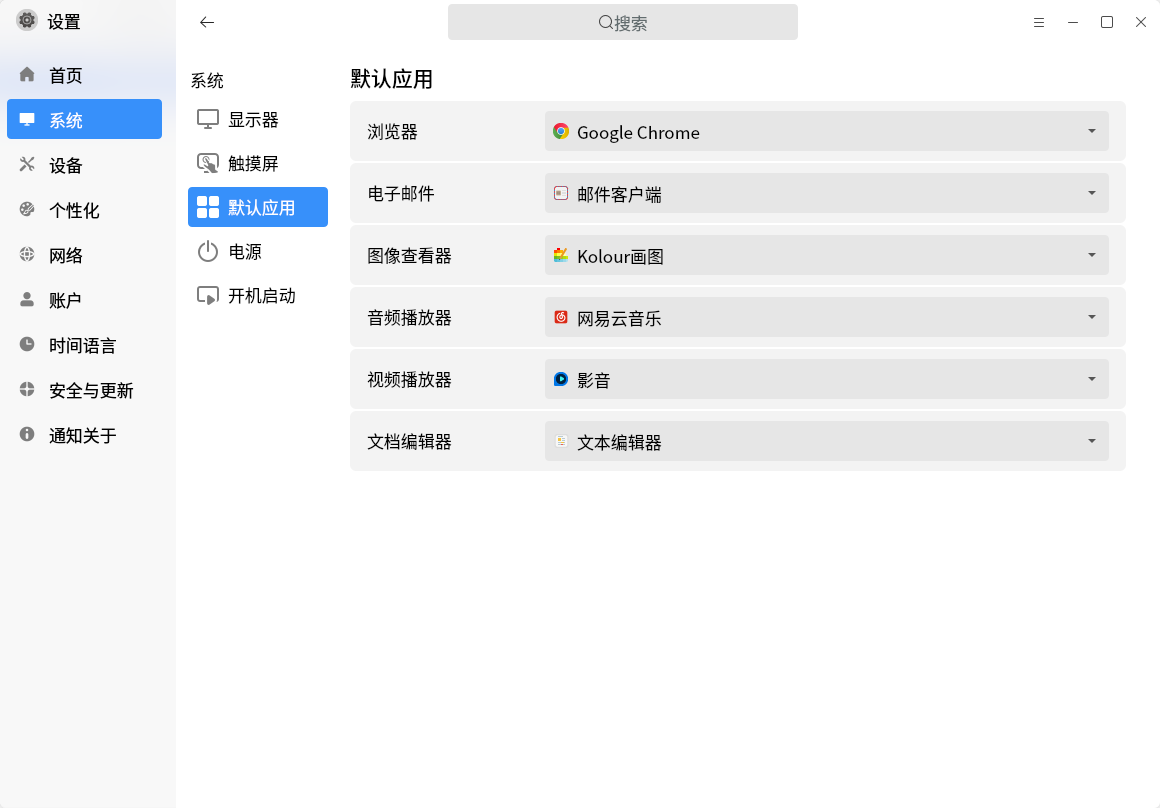 设置
搜索
首页
系统
设备
个性化
网络
账户
时间语言
安全与更新
通知关于
系统
显示器
触摸屏
默认应用
电源
开机启动
默认应用
浏览器 Google Chrome
电子邮件 邮件客户端
图像查看器 Kolour画图
音频播放器 网易云音乐
视频播放器 影音
文档编辑器 文本编辑器